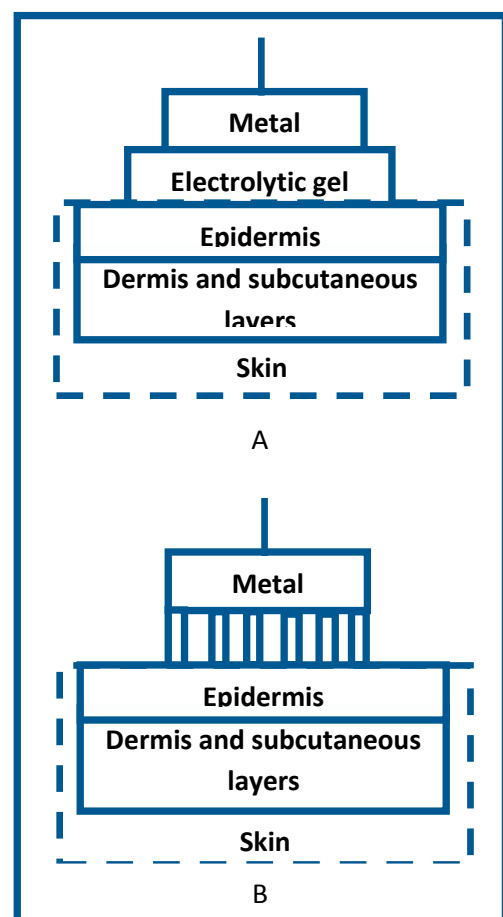 Metal
Electrolytic gel
Epidermis
Dermis and subcutaneous
layers
Skin
A
Metal
Epidermis
Dermis and subcutaneous
layers
Skin
B